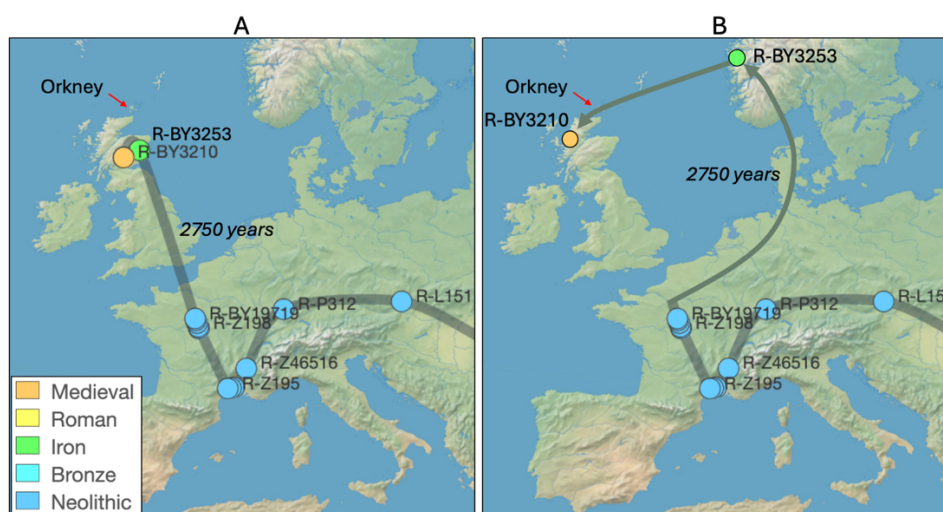 A
Orkney
R-BY3253
R-BY3210
2750 years
R-BY19719
R-Z198
R-P312
R-L151
R-Z46516
R-Z195
Medieval
Roman
Iron
Bronze
Neolithic
B
R-BY3253
Orkney
R-BY3210
2750 years
R-BY19719
R-Z198
R-P312
R-L15
R-Z46516
R-Z195